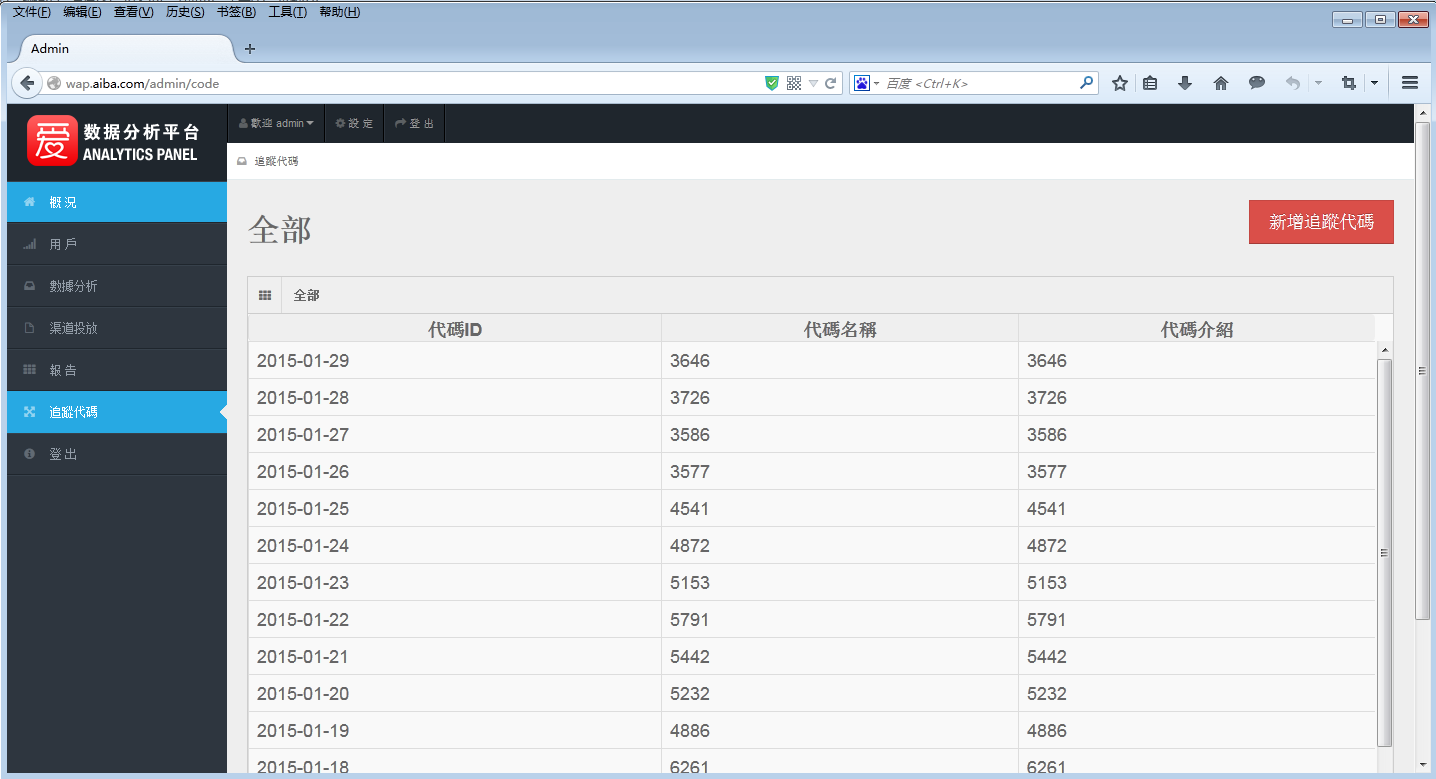 文件(F) 编辑(E) 查看(V) 历史(S) 书签(B) 工具(T) 帮助(H)
Admin
wap.aiba.com/admin/code
百度 <Ctrl+K>
爱 数据分析平台
ANALYTICS PANEL
歡迎 admin 設定 登出
追蹤代碼
概況
用戶
數據分析
渠道投放
報告
追蹤代碼
登出
全部
新增追蹤代碼
全部
代碼ID 代碼名稱 代碼介紹
2015-01-29 3646 3646
2015-01-28 3726 3726
2015-01-27 3586 3586
2015-01-26 3577 3577
2015-01-25 4541 4541
2015-01-24 4872 4872
2015-01-23 5153 5153
2015-01-22 5791 5791
2015-01-21 5442 5442
2015-01-20 5232 5232
2015-01-19 4886 4886
2015-01-18 6261 6261